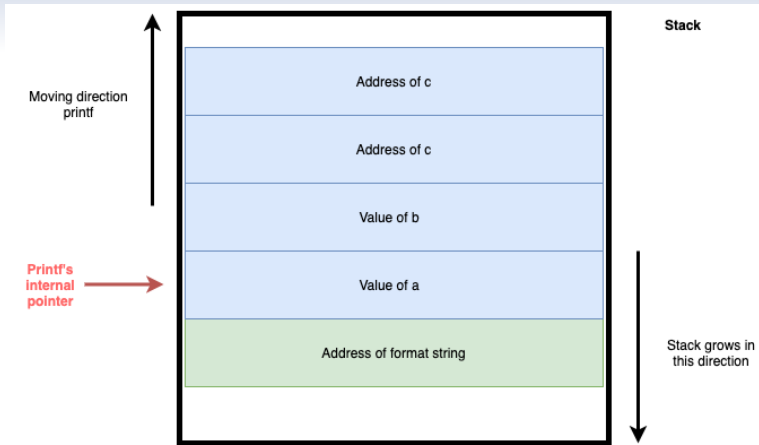 Stack
Address of c
Moving direction
printf
Address of c
Value of b
Printf's
internal
pointer
Value of a
Address of format string
Stack grows in
this direction